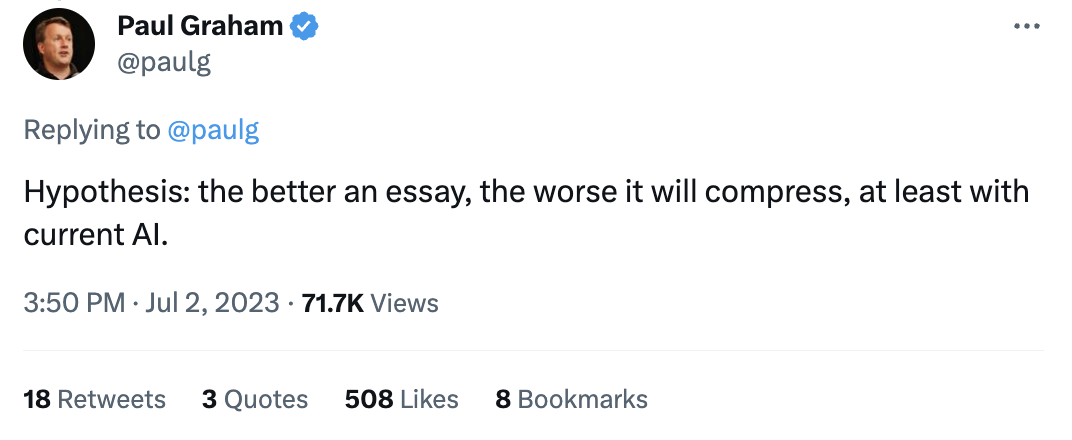 Paul Graham
@paulg
Replying to @paulg
Hypothesis: the better an essay, the worse it will compress, at least with
current AI.
3:50 PM · Jul 2, 2023 · 71.7K Views
18 Retweets 3 Quotes 508 Likes 8 Bookmarks